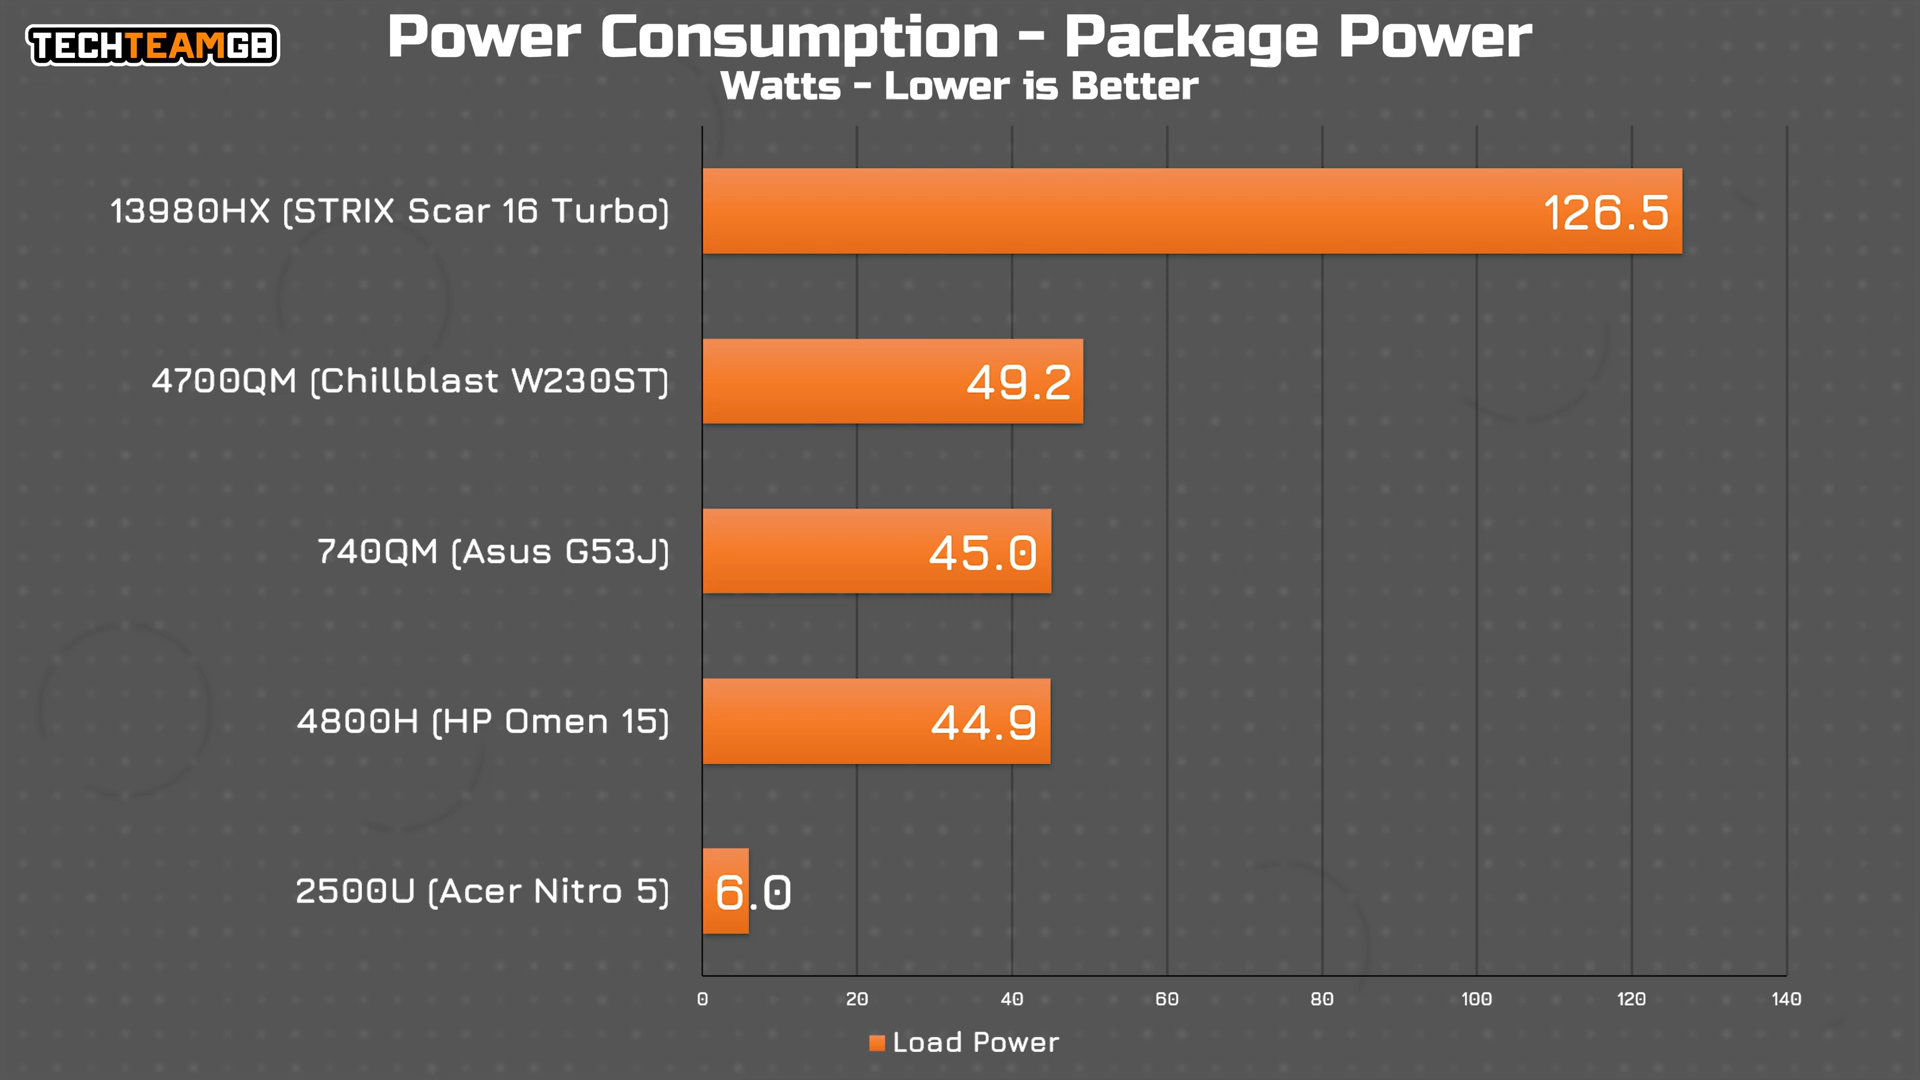 TECHTEAMGB
Power Consumption - Package Power
Watts - Lower is Better
13980HX (STRIX Scar 16 Turbo)
126.5
4700QM (Chillblast W230ST)
49.2
740QM (Asus G53J)
45.0
4800H (HP Omen 15)
44.9
2500U (Acer Nitro 5)
6.0
0 20 40 60 80 100 120 140
Load Power